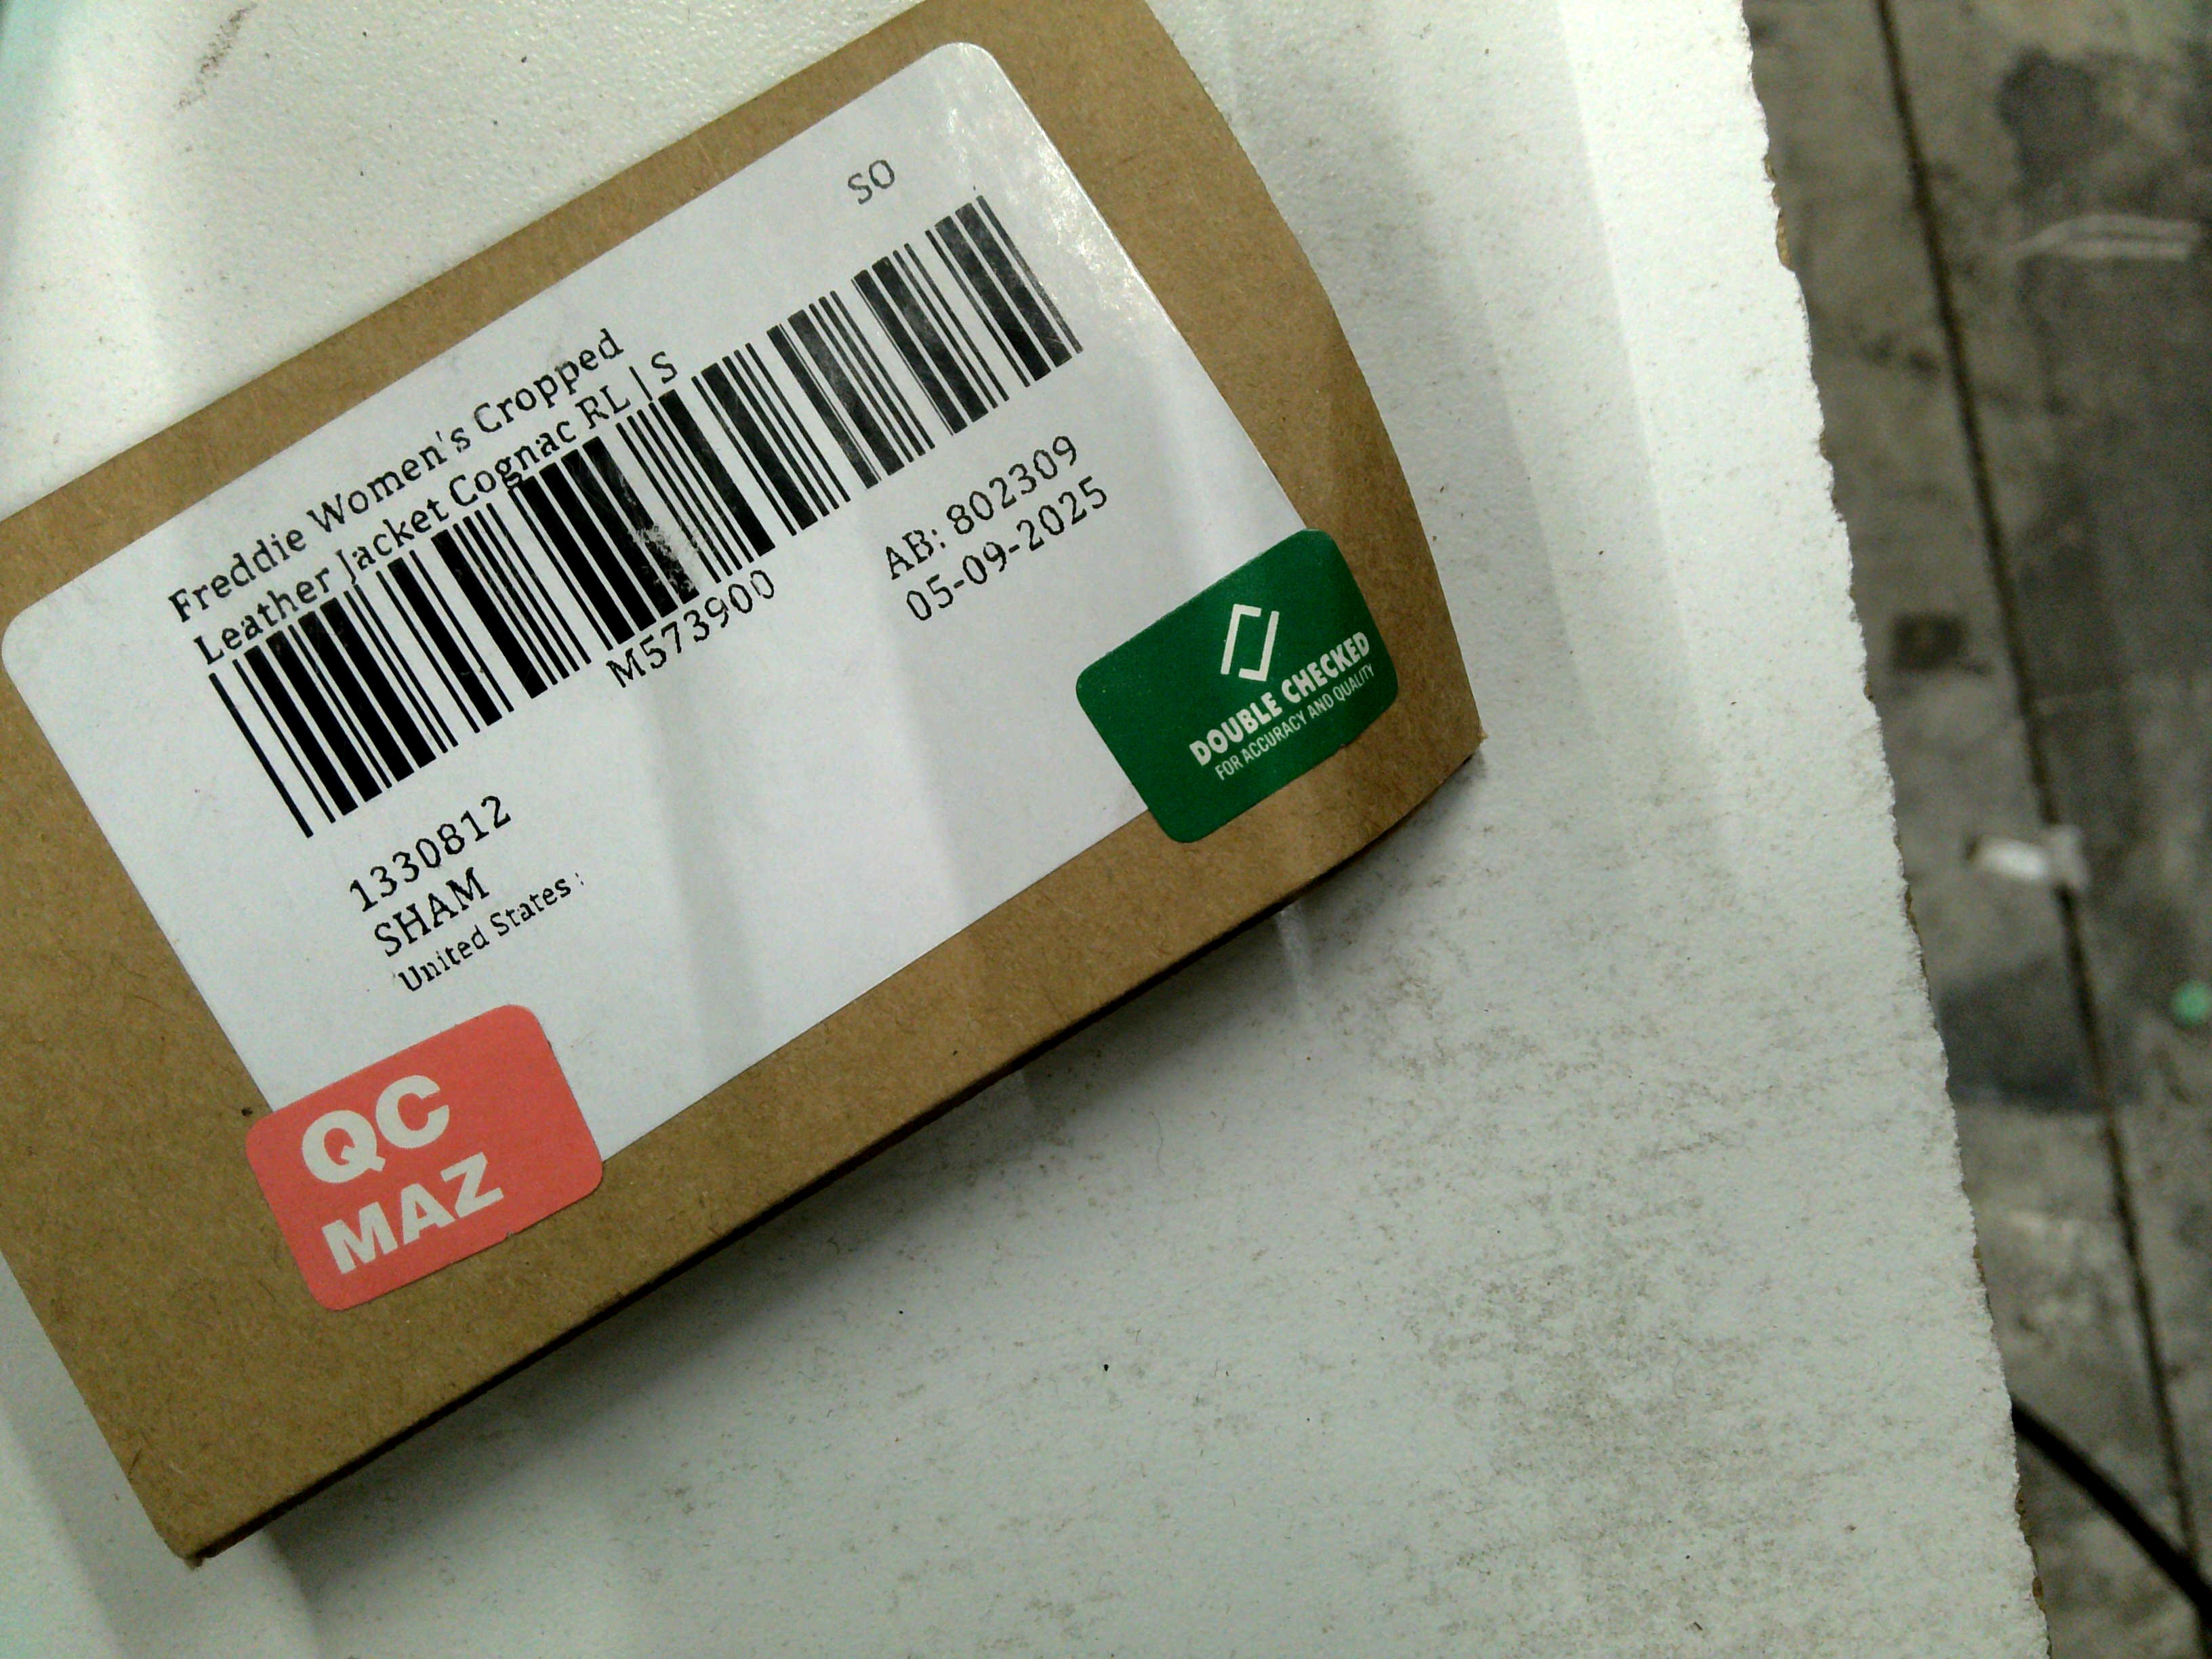 SO
Freddie Women's Cropped
Leather Jacket Cognac RL | S
M573900
AB: 802309
05-09-2025
1330812
SHAM
United States :
DOUBLE CHECKED
FOR ACCURACY AND QUALITY
QC
MAZ